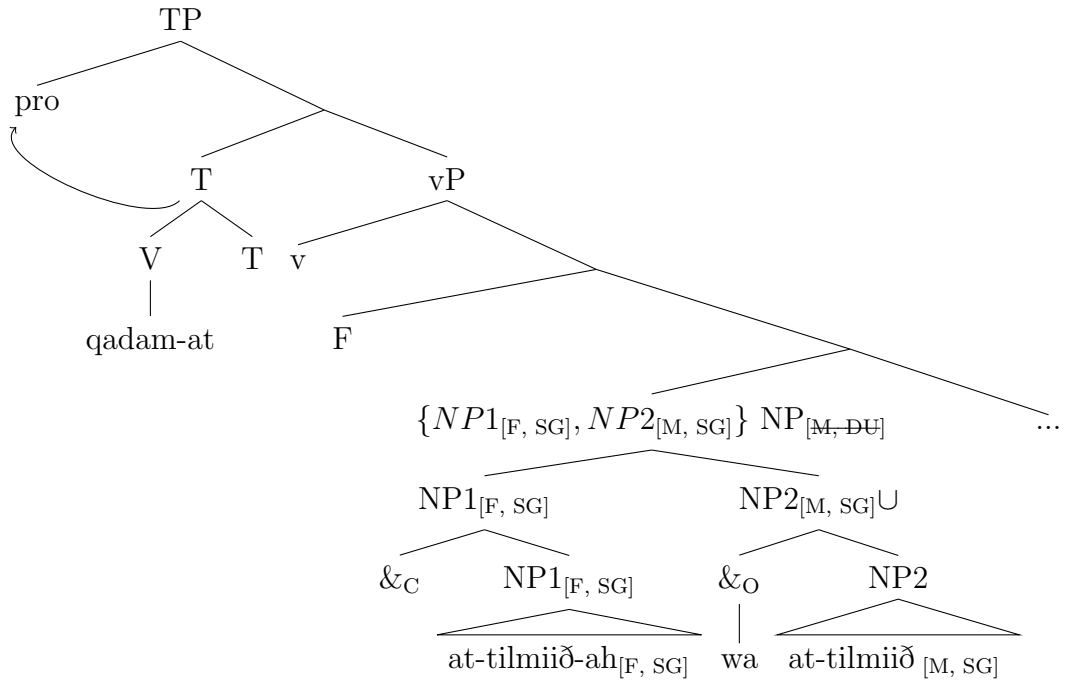 TP
pro
T vP
V T v
qadam-at F
{NP1[F, SG], NP2[M, SG]} NP[M, DU] ...
NP1[F, SG] NP2[M, SG]∪
&C NP1[F, SG] &O NP2
at-tilmiið-ah[F, SG] wa at-tilmiið [M, SG]